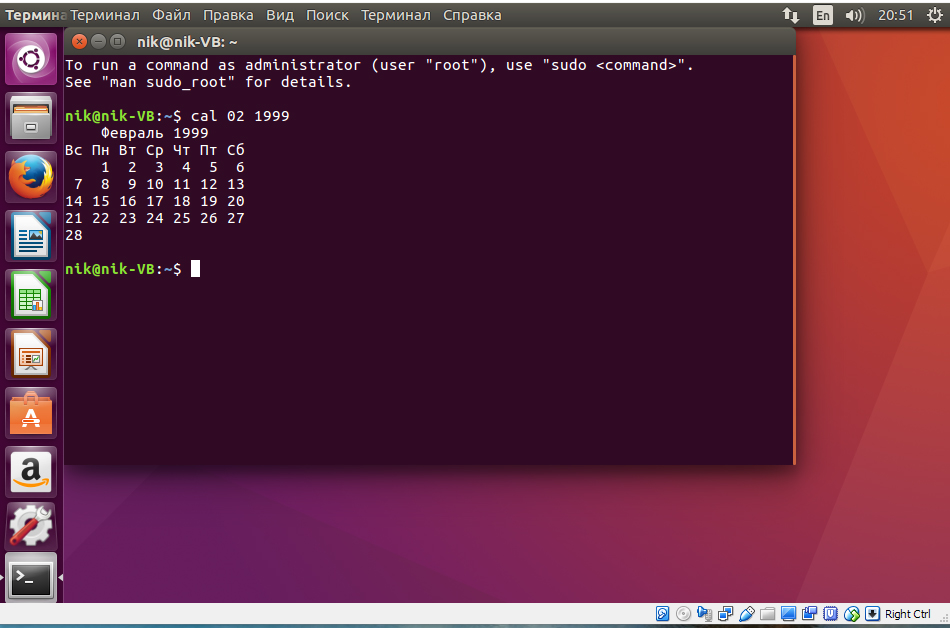 Термина Терминал Файл Правка Вид Поиск Терминал Справка En 20:51
nik@nik-VB: ~
To run a command as administrator (user "root"), use "sudo <command>".
See "man sudo_root" for details.
nik@nik-VB:~$ cal 02 1999
Февраль 1999
Вс Пн Вт Ср Чт Пт Сб
1 2 3 4 5 6
7 8 9 10 11 12 13
14 15 16 17 18 19 20
21 22 23 24 25 26 27
28
nik@nik-VB:~$
Right Ctrl